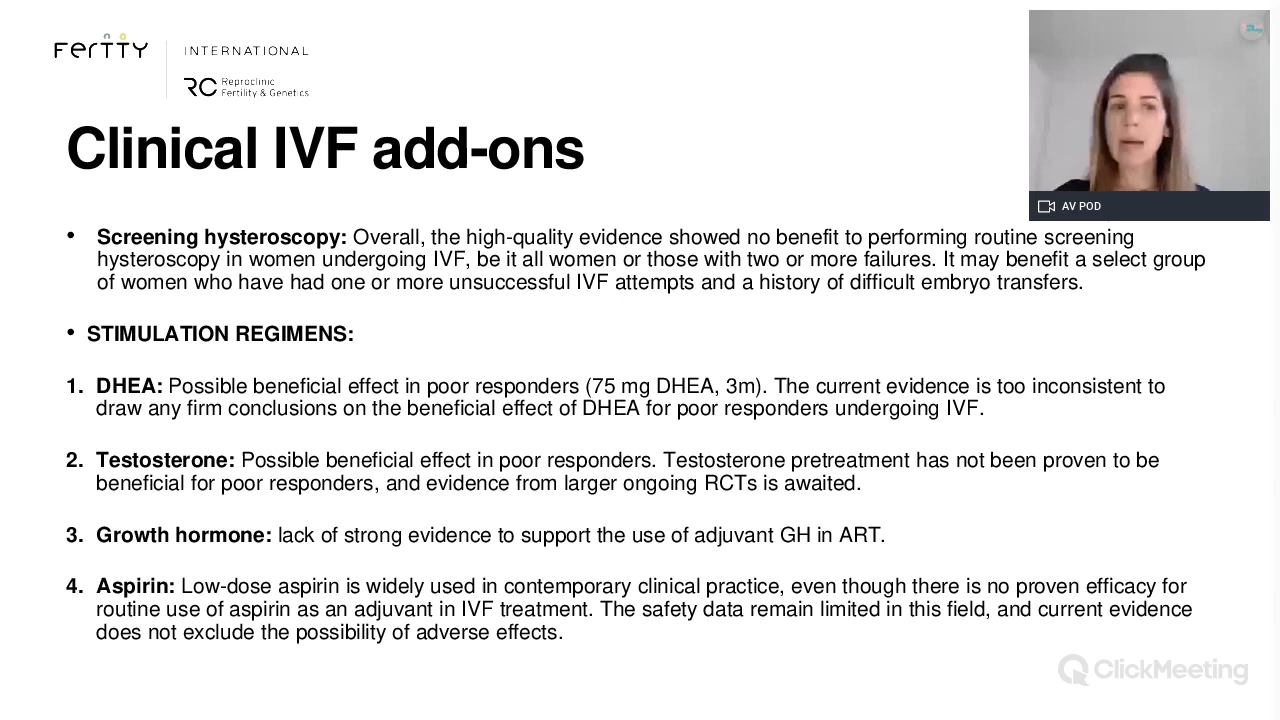 Fertty
INTERNATIONAL
RC Reproclinic
Fertility & Genetics
AV POD
Clinical IVF add-ons
• Screening hysteroscopy: Overall, the high-quality evidence showed no benefit to performing routine screening
hysteroscopy in women undergoing IVF, be it all women or those with two or more failures. It may benefit a select group
of women who have had one or more unsuccessful IVF attempts and a history of difficult embryo transfers.
• STIMULATION REGIMENS:
1. DHEA: Possible beneficial effect in poor responders (75 mg DHEA, 3m). The current evidence is too inconsistent to
draw any firm conclusions on the beneficial effect of DHEA for poor responders undergoing IVF.
2. Testosterone: Possible beneficial effect in poor responders. Testosterone pretreatment has not been proven to be
beneficial for poor responders, and evidence from larger ongoing RCTs is awaited.
3. Growth hormone: lack of strong evidence to support the use of adjuvant GH in ART.
4. Aspirin: Low-dose aspirin is widely used in contemporary clinical practice, even though there is no proven efficacy for
routine use of aspirin as an adjuvant in IVF treatment. The safety data remain limited in this field, and current evidence
does not exclude the possibility of adverse effects.
ClickMeeting